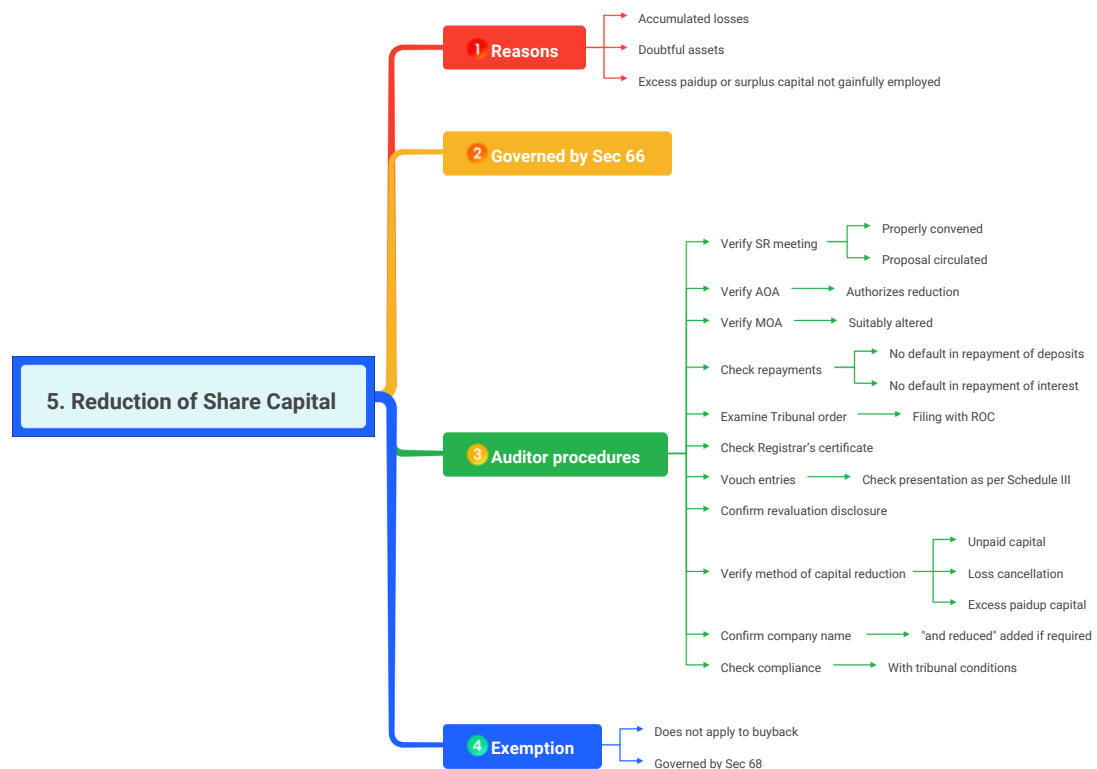 5. Reduction of Share Capital
1 Reasons
Accumulated losses
Doubtful assets
Excess paidup or surplus capital not gainfully employed
2 Governed by Sec 66
3 Auditor procedures
Verify SR meeting
Properly convened
Proposal circulated
Verify AOA
Authorizes reduction
Verify MOA
Suitably altered
Check repayments
No default in repayment of deposits
No default in repayment of interest
Examine Tribunal order
Filing with ROC
Check Registrar's certificate
Vouch entries
Check presentation as per Schedule III
Confirm revaluation disclosure
Verify method of capital reduction
Unpaid capital
Loss cancellation
Excess paidup capital
Confirm company name
"and reduced" added if required
Check compliance
With tribunal conditions
4 Exemption
Does not apply to buyback
Governed by Sec 68